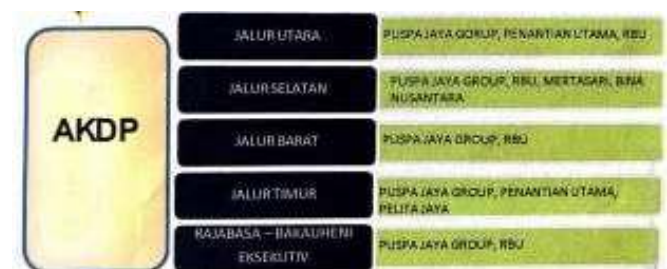 AKDP
JALUR UTARA
PUSPA JAYA GORUP, PENANTIAN UTAMA, RBU
JALUR SELATAN
PUSPA JAYA GROUP, RBU, MERTASARI, BINA
NUSANTARA
JALUR BARAT
PUSPA JAYA GROUP, RBU
JALUR TIMUR
PUSPA JAYA GROUP, PENANTIAN UTAMA,
PELITA JAYA
RAJABASA – BAKAUHENI
EKSEKUTIV
PUSPA JAYA GROUP, RBU